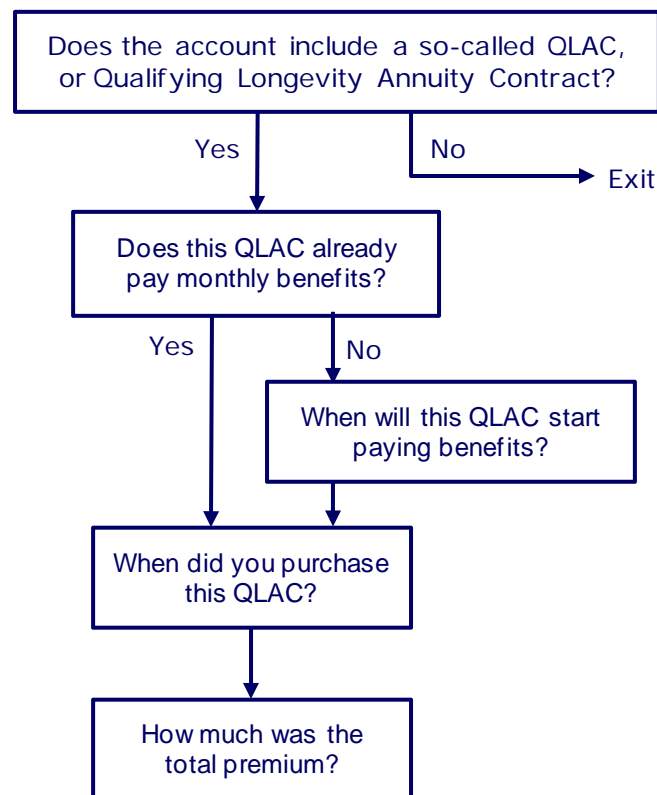 Does the account include a so-called QLAC,
or Qualifying Longevity Annuity Contract?
Yes
No
Exit
Does this QLAC already
pay monthly benefits?
Yes
No
When will this QLAC start
paying benefits?
When did you purchase
this QLAC?
How much was the
total premium?